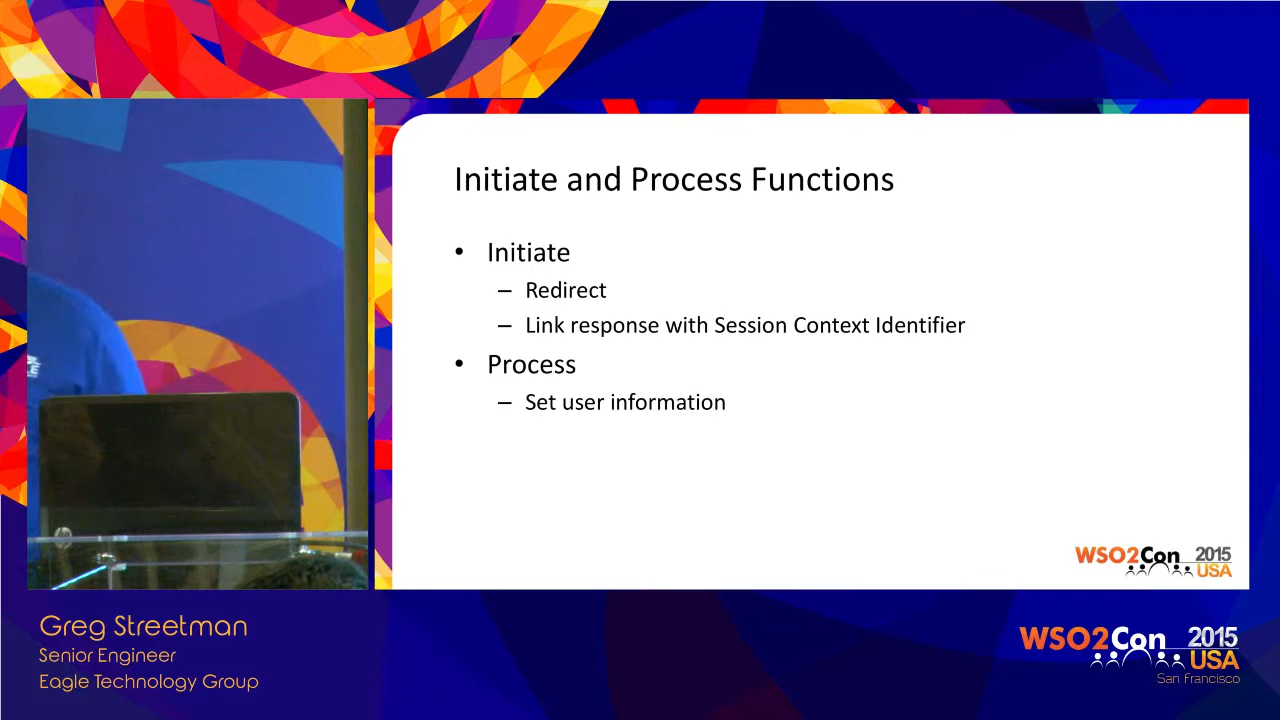 Initiate and Process Functions
• Initiate
– Redirect
– Link response with Session Context Identifier
• Process
– Set user information
WSO2Con 2015
USA
hp
Greg Streetman
Senior Engineer
Eagle Technology Group
WSO2Con 2015
USA
San Francisco